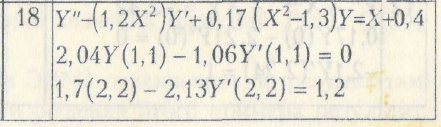 18 Y″–(1,2X²)Y′+0,17 (X²–1,3)Y=X+0,4
2,04Y(1,1) – 1,06Y′(1,1) = 0
1,7(2,2) – 2,13Y′(2,2) = 1,2